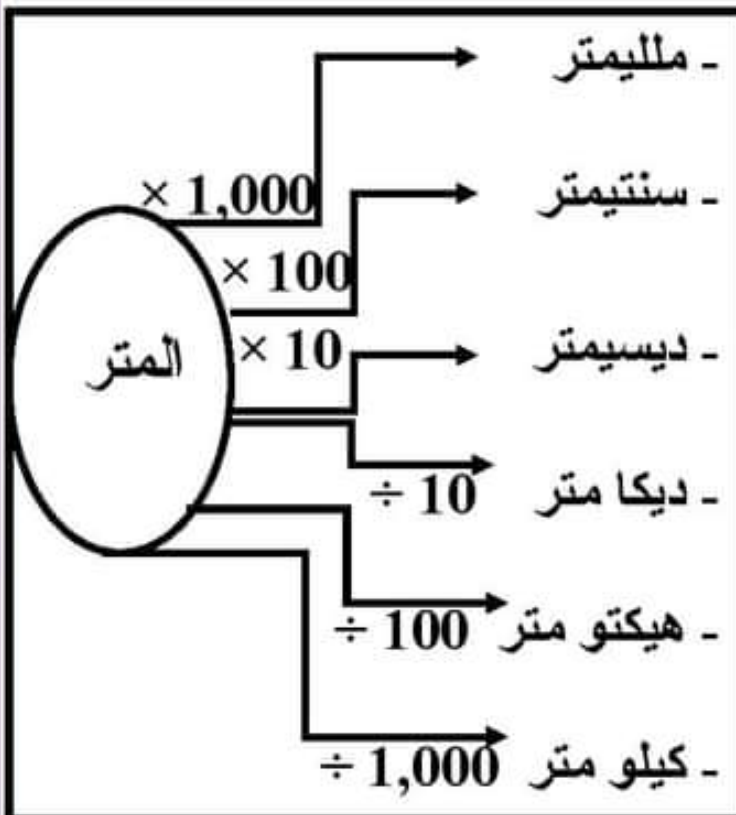 - ملليمتر
× 1,000
- سنتيمتر
× 100
- ديسيمتر
× 10
المتر
- ديكا متر
÷ 10
- هيكتو متر
÷ 100
- كيلو متر
÷ 1,000